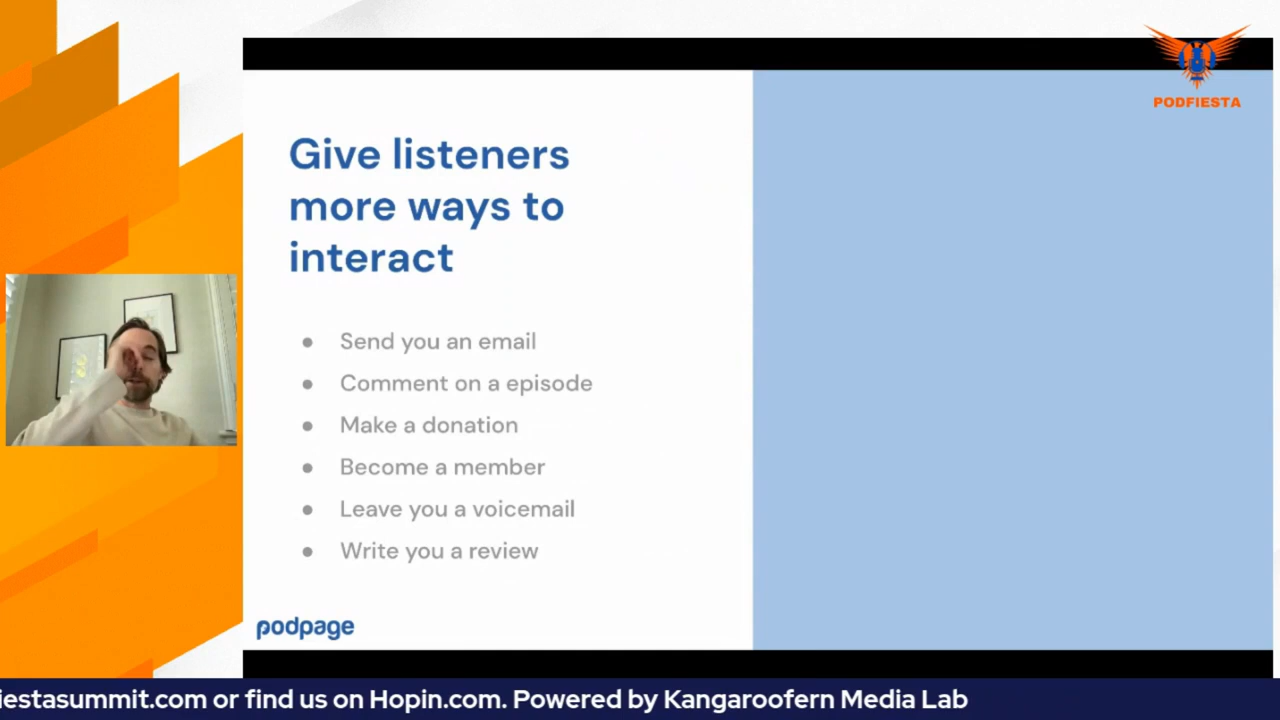 PODFIESTA
Give listeners
more ways to
interact
● Send you an email
● Comment on a episode
● Make a donation
● Become a member
● Leave you a voicemail
● Write you a review
podpage
iestasummit.com or find us on Hopin.com. Powered by Kangaroofern Media Lab